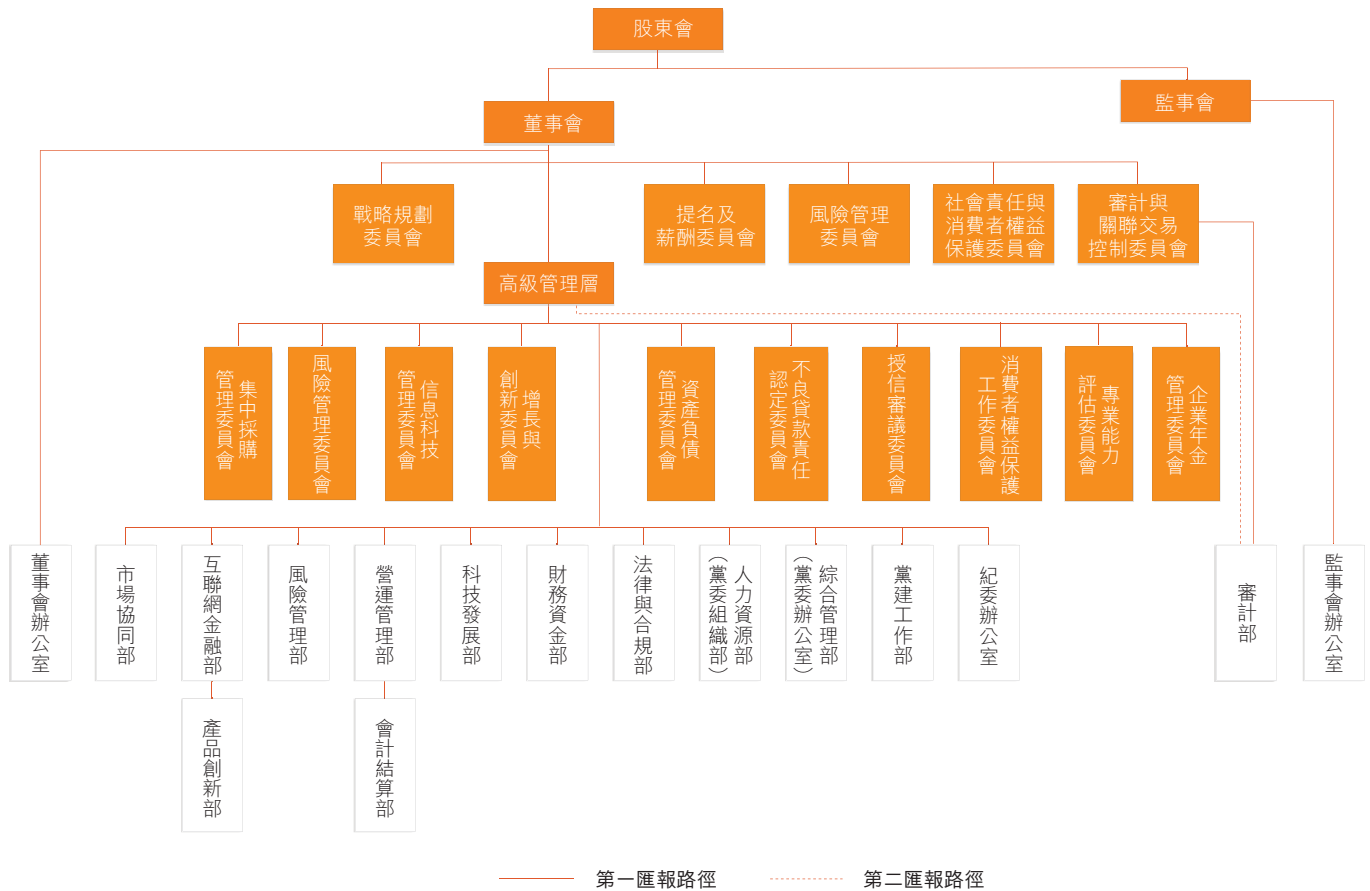 股東會
董事會
監事會
戰略規劃
委員會
提名及
薪酬委員會
風險管理
委員會
社會責任與
消費者權益
保護委員會
審計與
關聯交易
控制委員會
高級管理層
集中採購
管理委員會
風險管理委員會
信息科技
管理委員會
增長與
創新委員會
資產負債
管理委員會
不良貸款責任
認定委員會
授信審議委員會
消費者權益保護
工作委員會
專業能力
評估委員會
企業年金
管理委員會
董事會辦公室
市場協同部
互聯網金融部
風險管理部
營運管理部
科技發展部
財務資金部
法律與合規部
人力資源部
（黨委組織部）
綜合管理部
（黨委辦公室）
黨建工作部
紀委辦公室
審計部
監事會辦公室
產品創新部
會計結算部
第一匯報路徑
第二匯報路徑